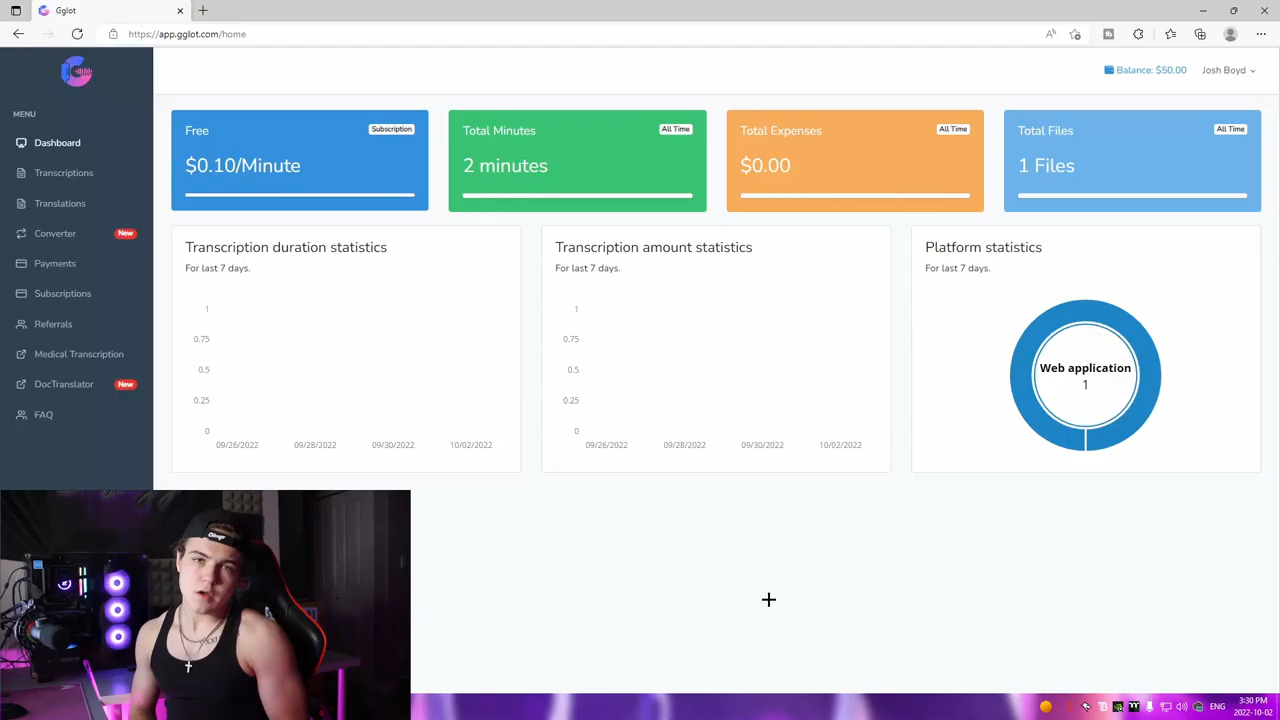 Gglot
https://app.gglot.com/home
Balance: $50.00
Josh Boyd
MENU
Dashboard
Transcriptions
Translations
Converter New
Payments
Subscriptions
Referrals
Medical Transcription
DocTranslator New
FAQ
Free Subscription
$0.10/Minute
Total Minutes All Time
2 minutes
Total Expenses All Time
$0.00
Total Files All Time
1 Files
Transcription duration statistics
For last 7 days.
1
0.75
0.5
0.25
0
09/26/2022 09/28/2022 09/30/2022 10/02/2022
Transcription amount statistics
For last 7 days.
1
0.75
0.5
0.25
0
09/26/2022 09/28/2022 09/30/2022 10/02/2022
Platform statistics
For last 7 days.
Web application
1
ENG
3:30 PM
2022-10-02